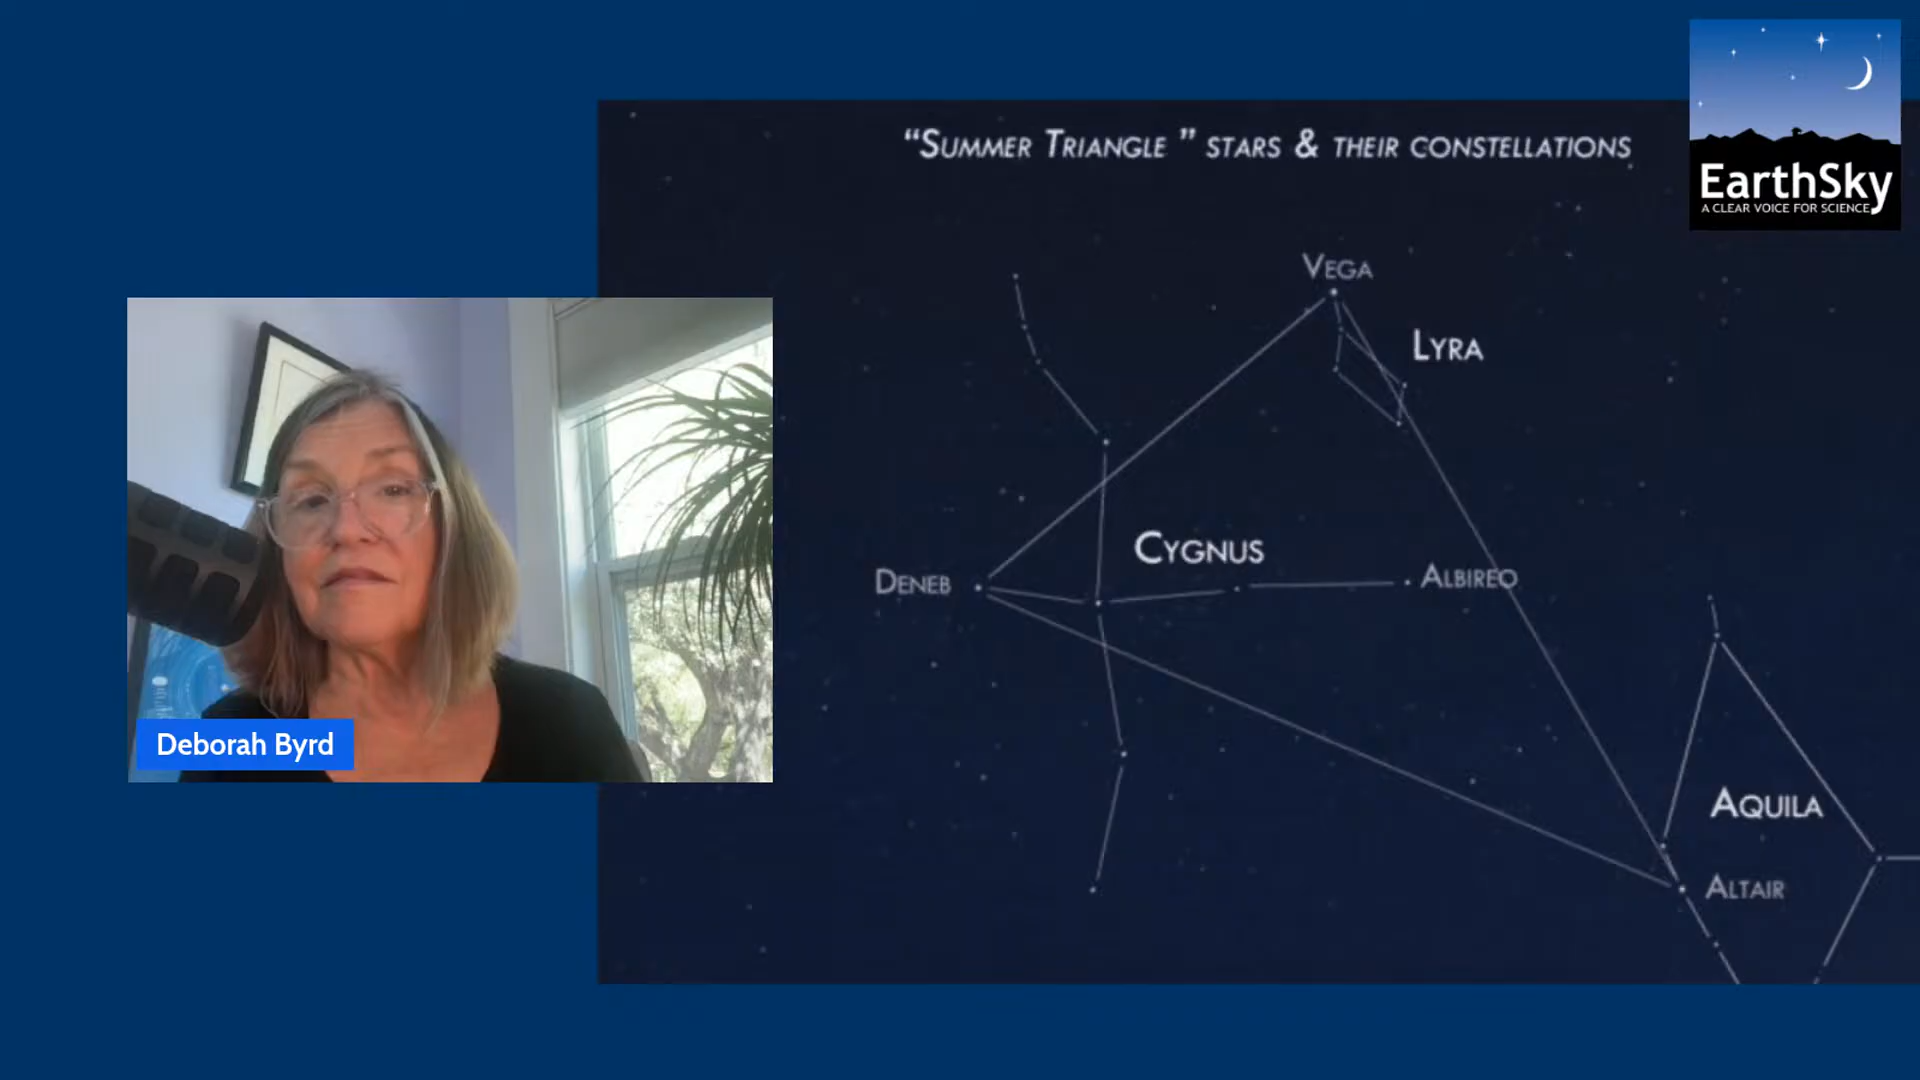 “Summer Triangle ” stars & their constellations
EarthSky
A CLEAR VOICE FOR SCIENCE
Vega
Lyra
Cygnus
Deneb
Albireo
Deborah Byrd
Aquila
Altair